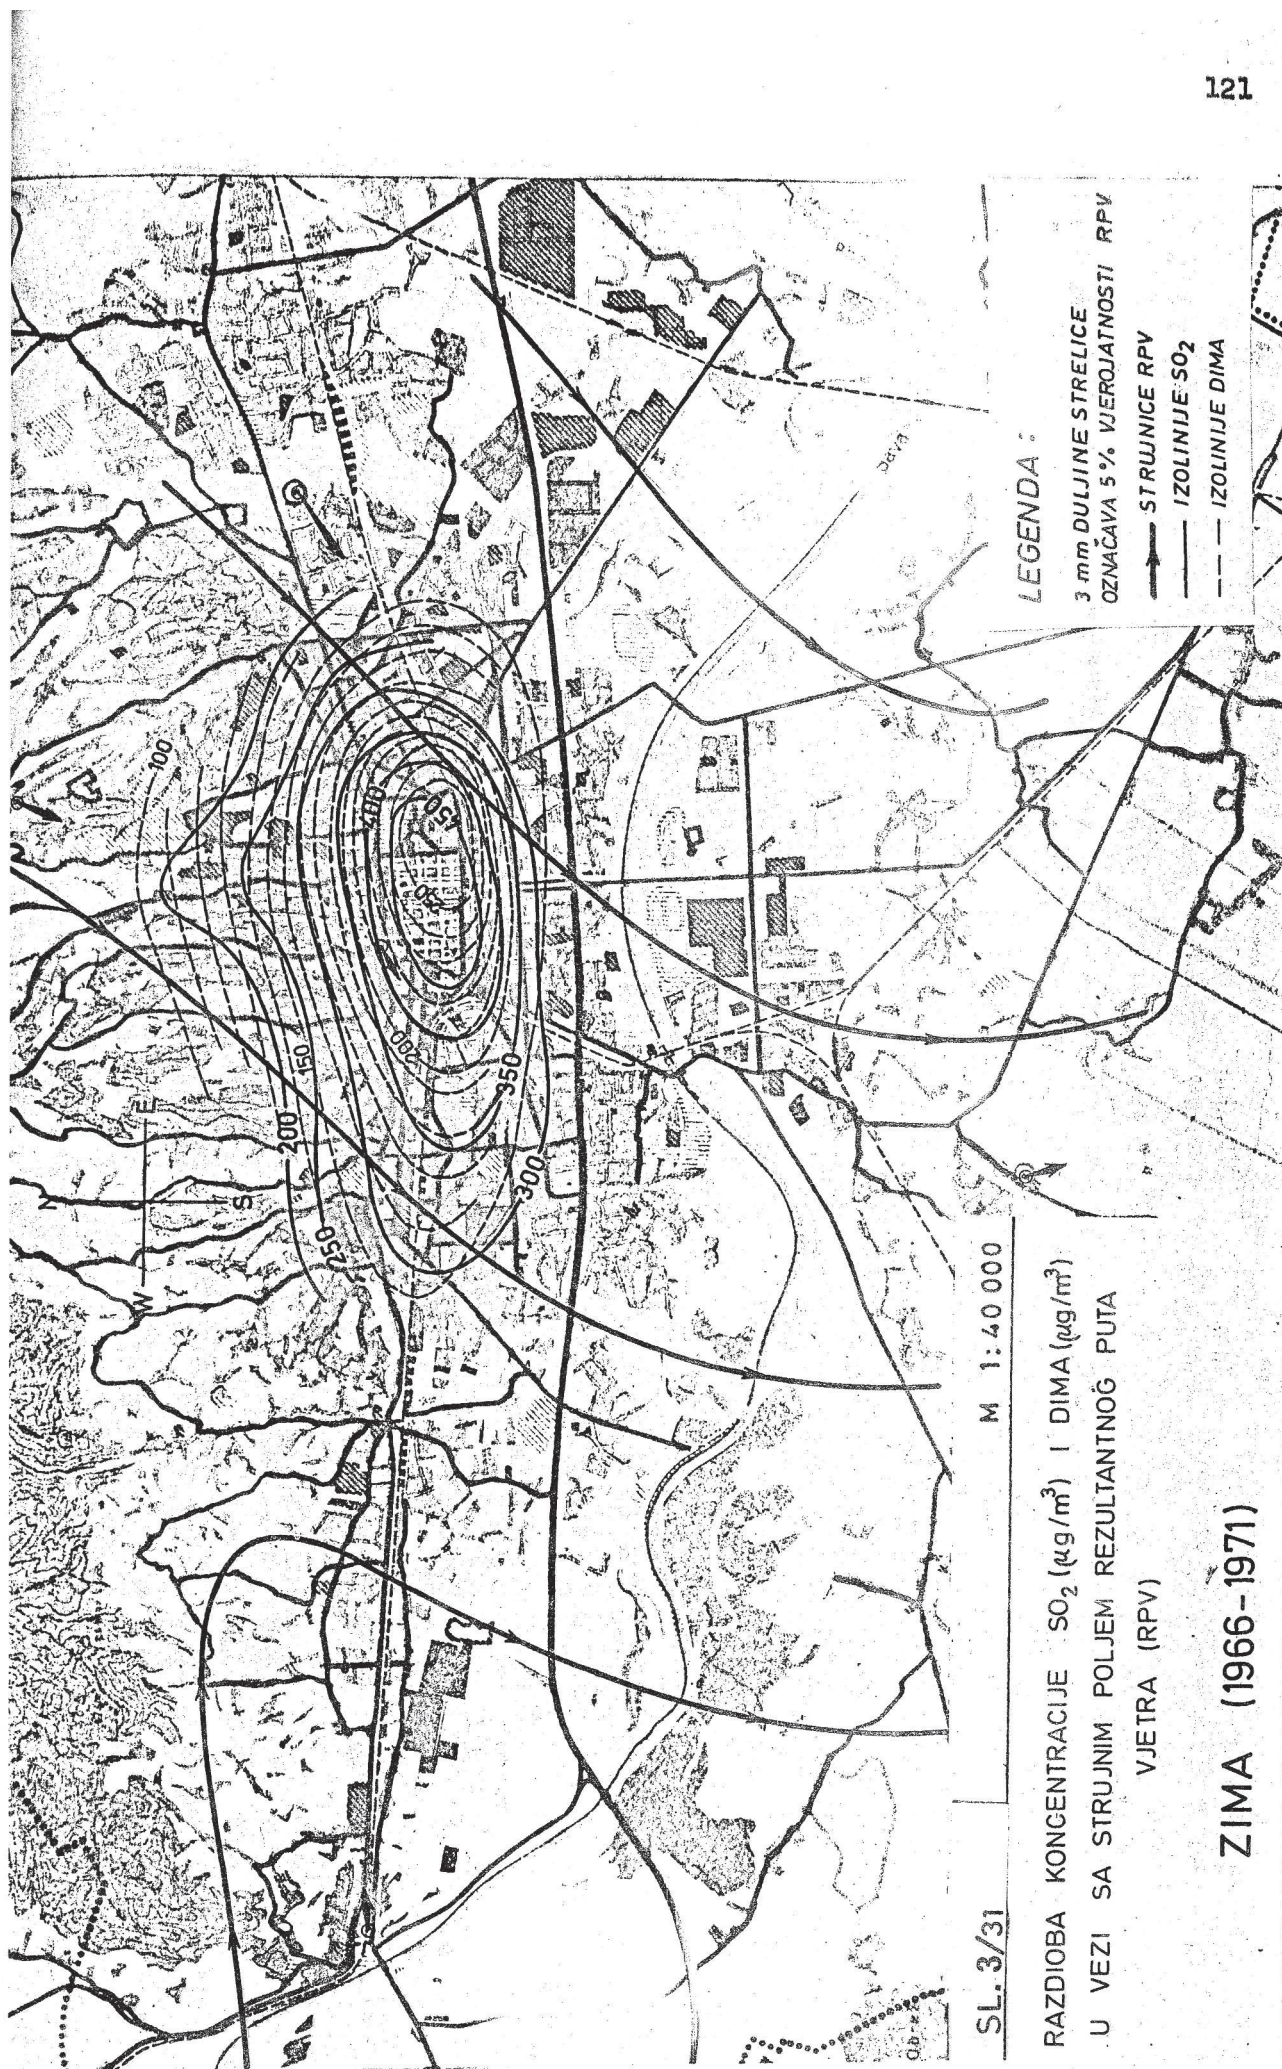 121
N
W
E
S
100
150
200
250
300
350
400
450
250
200
LEGENDA :
3 mm DULJINE STRELICE
OZNAČAVA 5% VJEROJATNOSTI RPV
STRUJNICE RPV
IZOLINIJE SO₂
IZOLINIJE DIMA
SL. 3/31
M 1:40 000
RAZDIOBA KONCENTRACIJE SO₂ (µg/m³) I DIMA (µg/m³)
U VEZI SA STRUJNIM POLJEM REZULTANTNOG PUTA
VJETRA (RPV)
ZIMA (1966-1971)